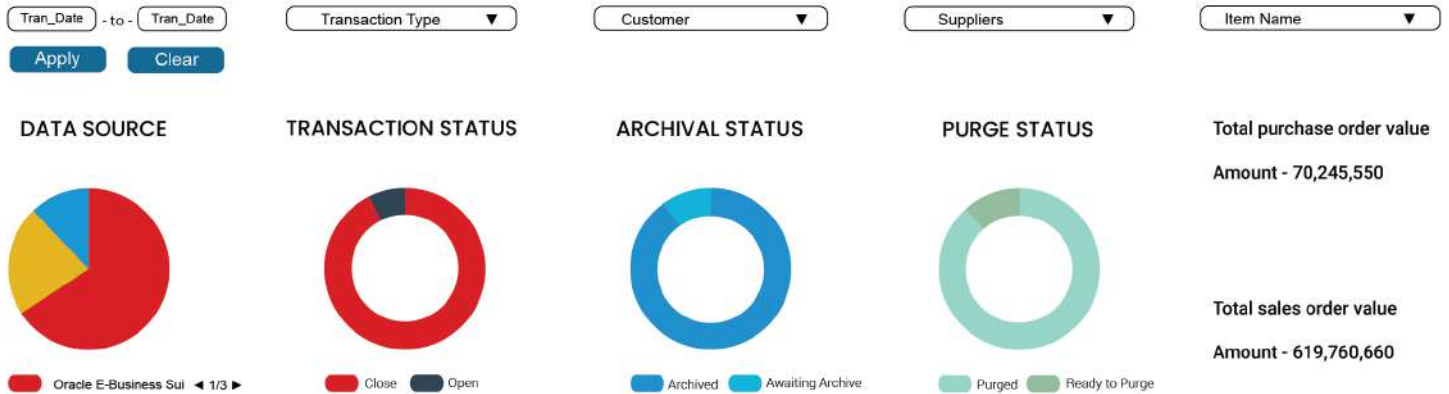 Tran_Date - to - Tran_Date
Transaction Type ▼
Customer ▼
Suppliers ▼
Item Name ▼
Apply Clear
DATA SOURCE
TRANSACTION STATUS
ARCHIVAL STATUS
PURGE STATUS
Total purchase order value
Amount - 70,245,550
Total sales order value
Amount - 619,760,660
Oracle E-Business Sui ◀ 1/3 ▶
Close Open
Archived Awaiting Archive
Purged Ready to Purge